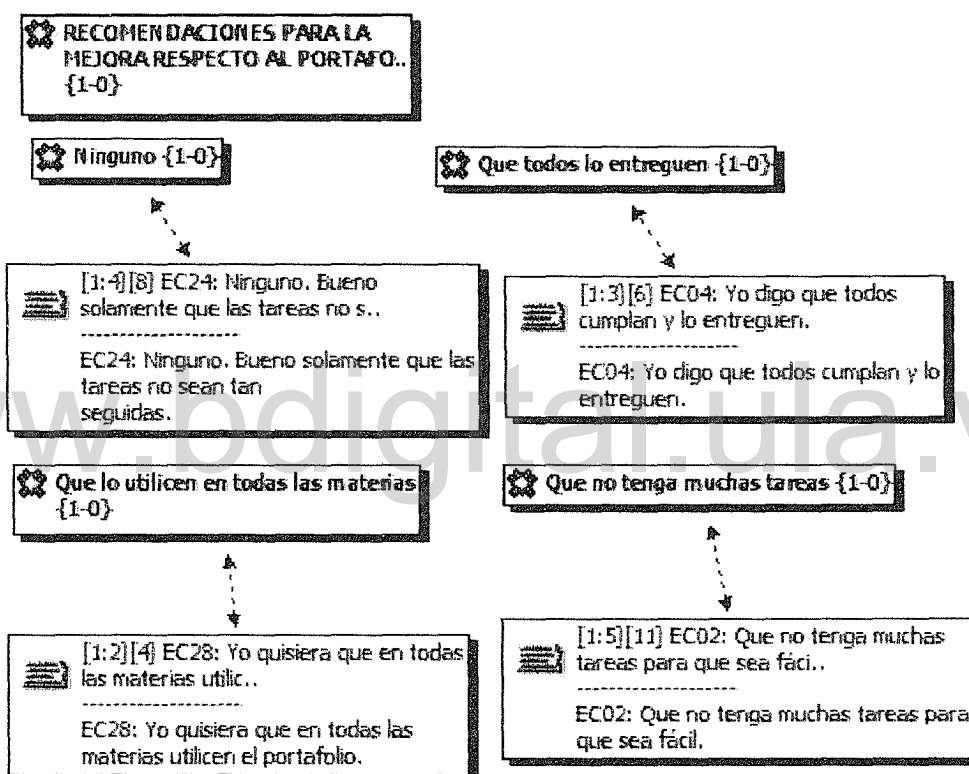 RECOMENDACIONES PARA LA
MEJORA RESPECTO AL PORTAFO..
{1-0}
Ninguno {1-0}
Que todos lo entreguen {1-0}
[1:4][8] EC24: Ninguno. Bueno
solamente que las tareas no s..
--------------------
EC24: Ninguno. Bueno solamente que las
tareas no sean tan
seguidas.
[1:3][6] EC04: Yo digo que todos
cumplan y lo entreguen.
--------------------
EC04: Yo digo que todos cumplan y lo
entreguen.
w.bdigital.ula.v
Que lo utilicen en todas las materias
{1-0}
Que no tenga muchas tareas {1-0}
[1:2][4] EC28: Yo quisiera que en todas
las materias utilic..
--------------------
EC28: Yo quisiera que en todas las
materias utilicen el portafolio.
[1:5][11] EC02: Que no tenga muchas
tareas para que sea fáci..
--------------------
EC02: Que no tenga muchas tareas para
que sea fácil.